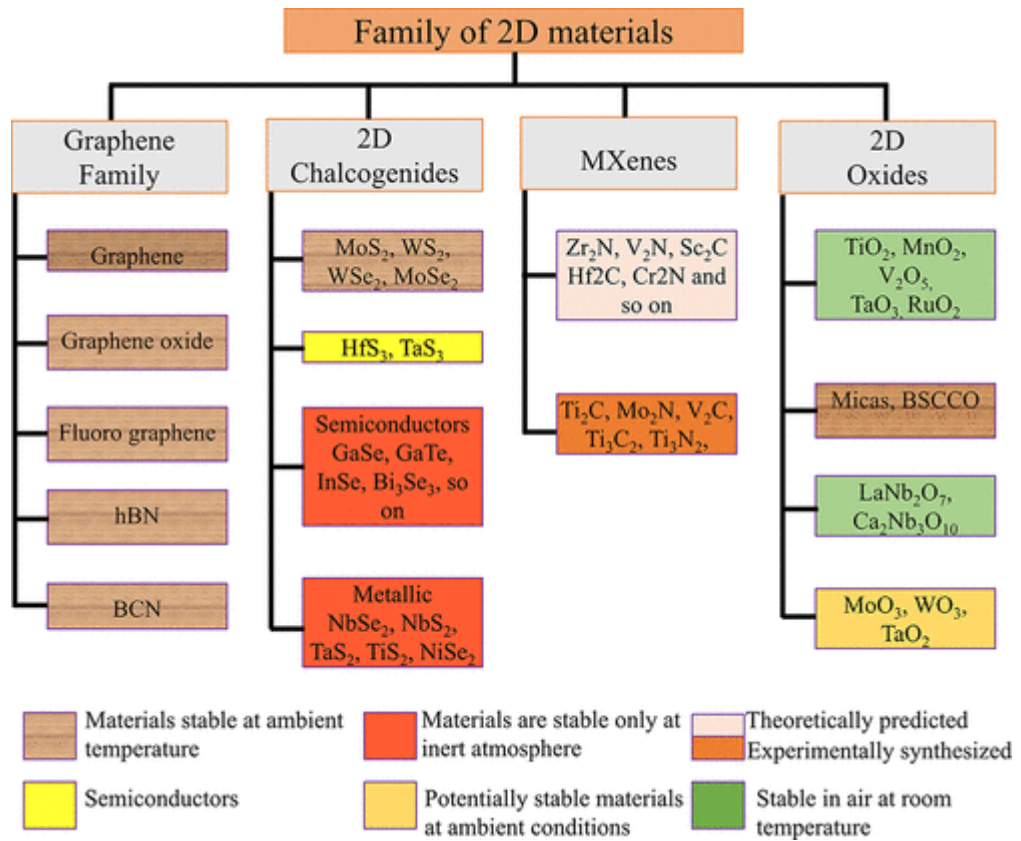 Family of 2D materials
Graphene
Family
Graphene
Graphene oxide
Fluoro graphene
hBN
BCN
2D
Chalcogenides
MoS₂, WS₂,
WSe₂, MoSe₂
HfS₃, TaS₃
Semiconductors
GaSe, GaTe,
InSe, Bi₃Se₃, so
on
Metallic
NbSe₂, NbS₂,
TaS₂, TiS₂, NiSe₂
MXenes
Zr₂N, V₂N, Sc₂C
Hf2C, Cr2N and
so on
Ti₂C, Mo₂N, V₂C,
Ti₃C₂, Ti₃N₂,
2D
Oxides
TiO₂, MnO₂,
V₂O₅,
TaO₃, RuO₂
Micas, BSCCO
LaNb₂O₇,
Ca₂Nb₃O₁₀
MoO₃, WO₃,
TaO₂
Materials stable at ambient
temperature
Materials are stable only at
inert atmosphere
Theoretically predicted
Experimentally synthesized
Semiconductors
Potentially stable materials
at ambient conditions
Stable in air at room
temperature